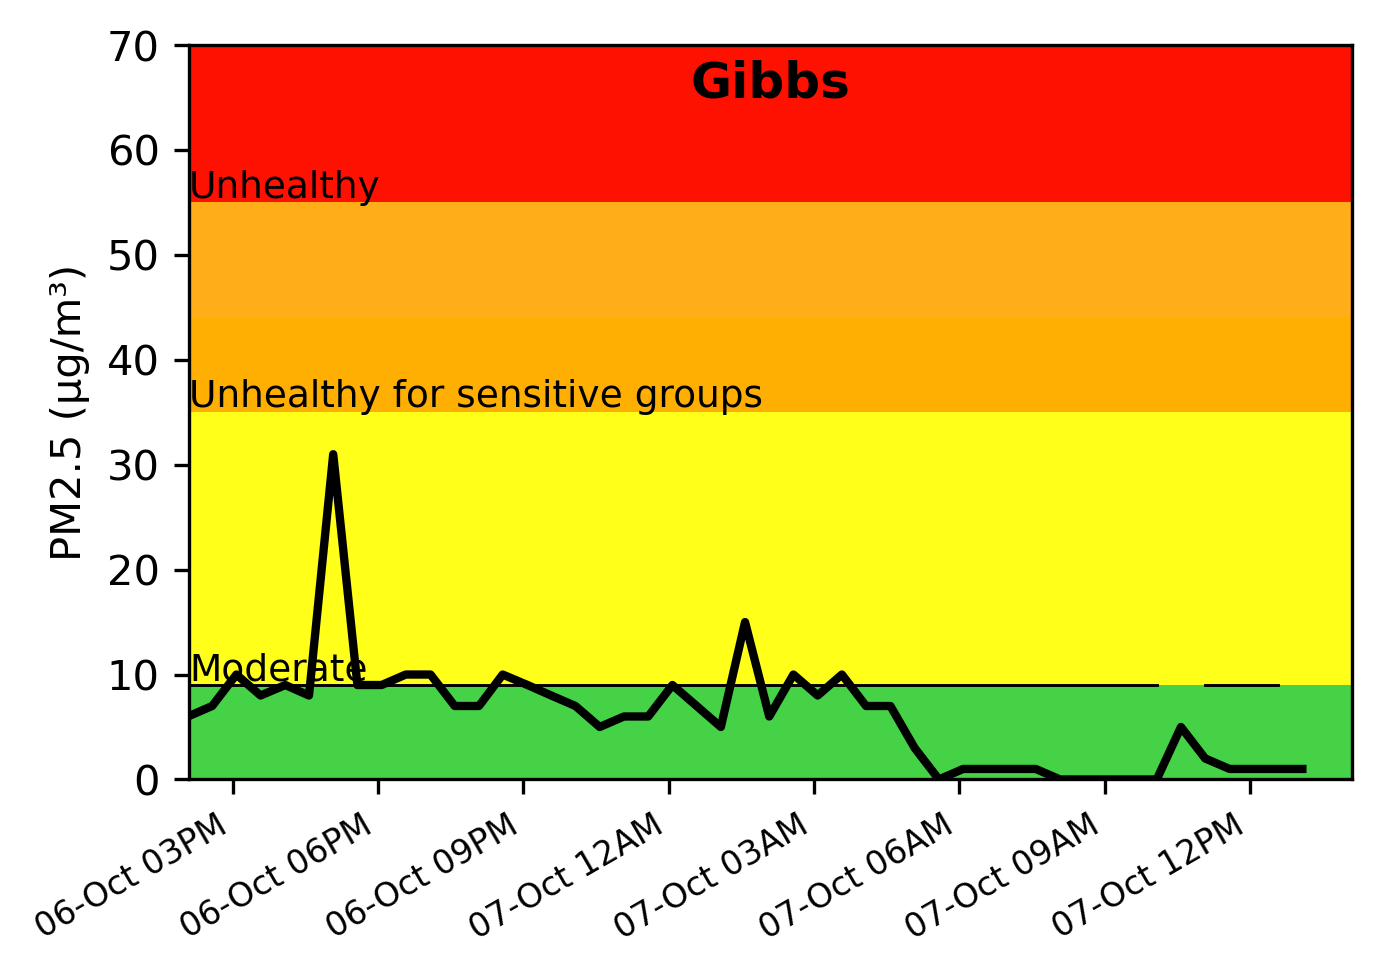 Gibbs
70
60
50
40
30
20
10
0
PM2.5 (µg/m³)
Unhealthy
Unhealthy for sensitive groups
Moderate
06-Oct 03PM
06-Oct 06PM
06-Oct 09PM
07-Oct 12AM
07-Oct 03AM
07-Oct 06AM
07-Oct 09AM
07-Oct 12PM